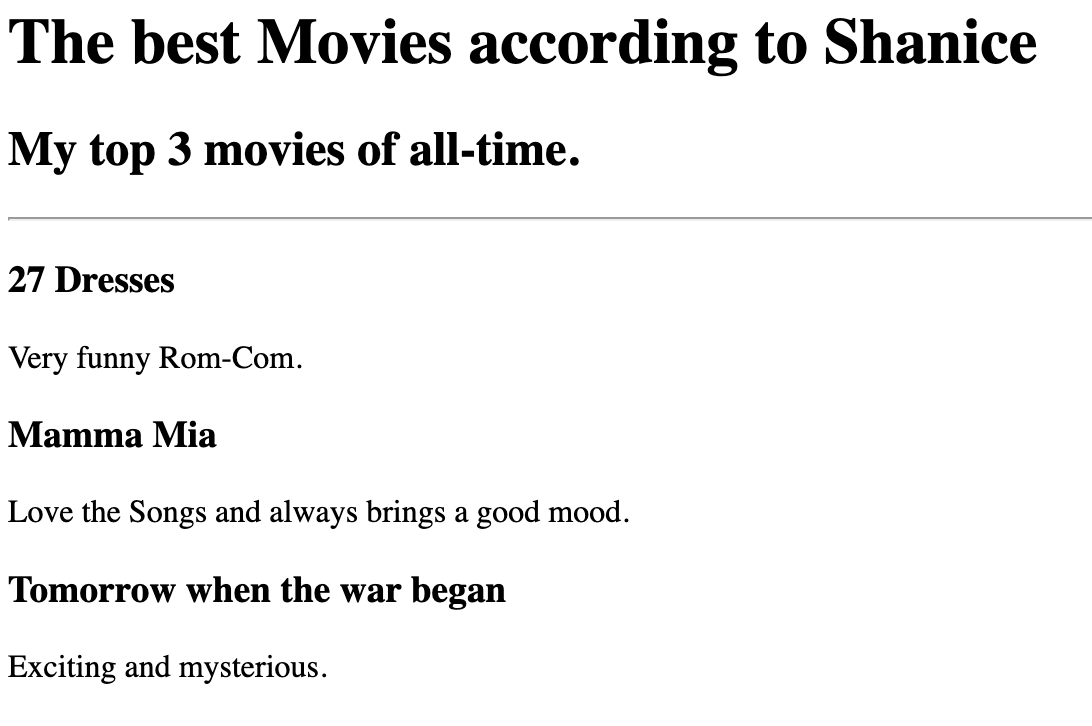 The best Movies according to Shanice
My top 3 movies of all-time.
27 Dresses
Very funny Rom-Com.
Mamma Mia
Love the Songs and always brings a good mood.
Tomorrow when the war began
Exciting and mysterious.